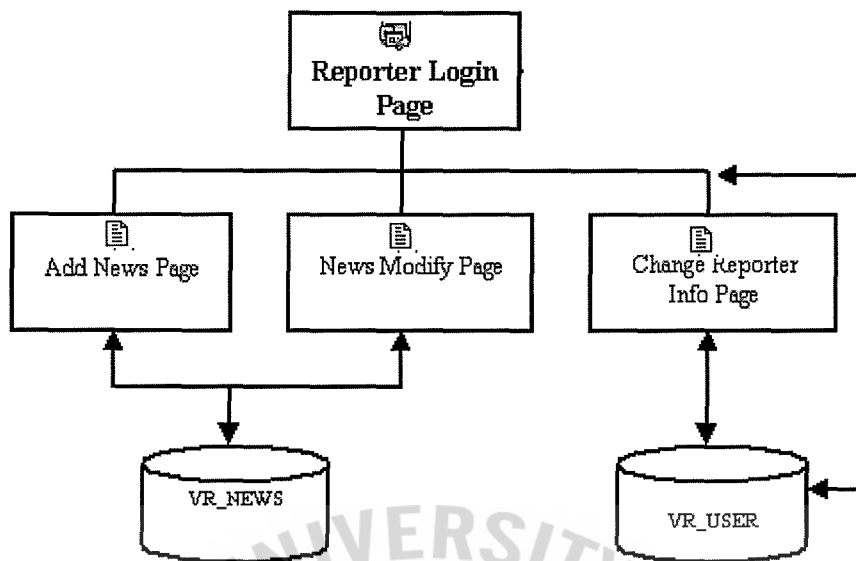 Reporter Login
Page
Add News Page
News Modify Page
Change Reporter
Info Page
VR_NEWS
VR_USER
UNIVERSITY